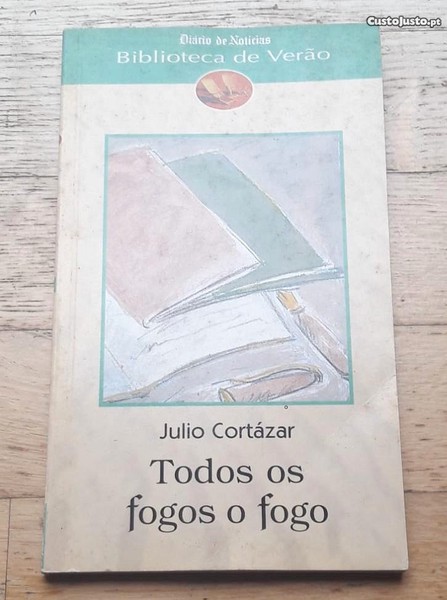 CustoJusto.pt
Diário de Notícias
Biblioteca de Verão
Julio Cortázar
Todos os
fogos o fogo